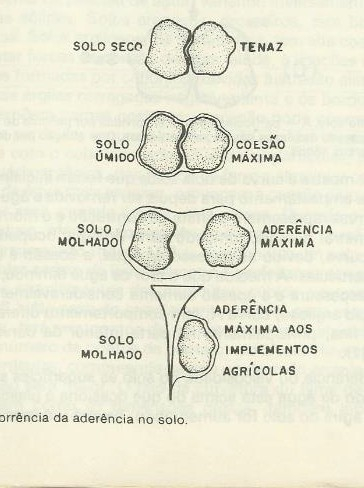 SOLO SECO TENAZ
SOLO COESÃO
ÚMIDO MÁXIMA
SOLO ADERÊNCIA
MOLHADO MÁXIMA
ADERÊNCIA
SOLO MÁXIMA AOS
MOLHADO IMPLEMENTOS
AGRÍCOLAS
orrência da aderência no solo.